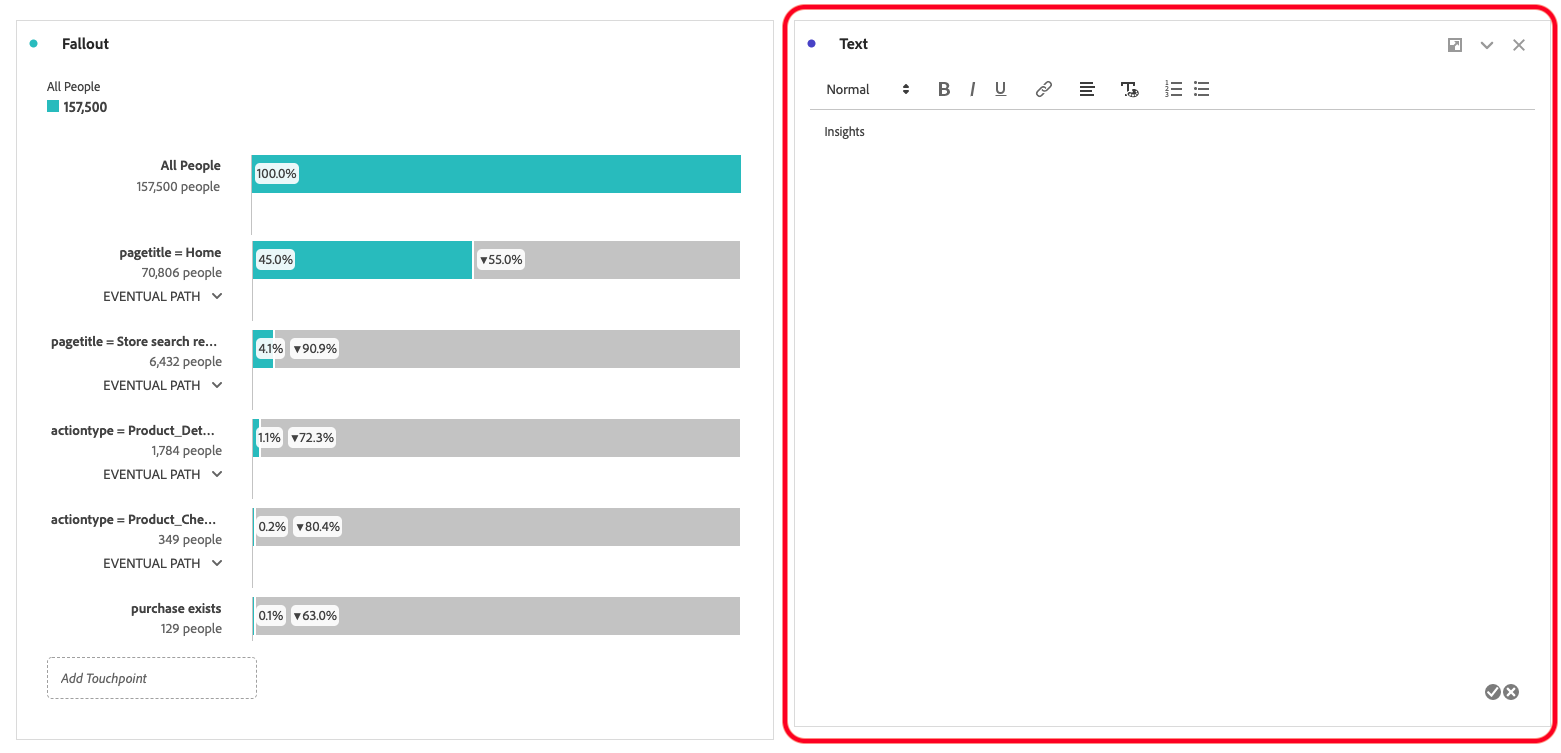 Fallout
All People
157,500
All People
157,500 people
100.0%
pagetitle = Home
70,806 people
EVENTUAL PATH
45.0%
▼55.0%
pagetitle = Store search re...
6,432 people
EVENTUAL PATH
4.1%
▼90.9%
actiontype = Product_Det...
1,784 people
EVENTUAL PATH
1.1%
▼72.3%
actiontype = Product_Che...
349 people
EVENTUAL PATH
0.2%
▼80.4%
purchase exists
129 people
0.1%
▼63.0%
Add Touchpoint
Text
Normal B I U
Insights